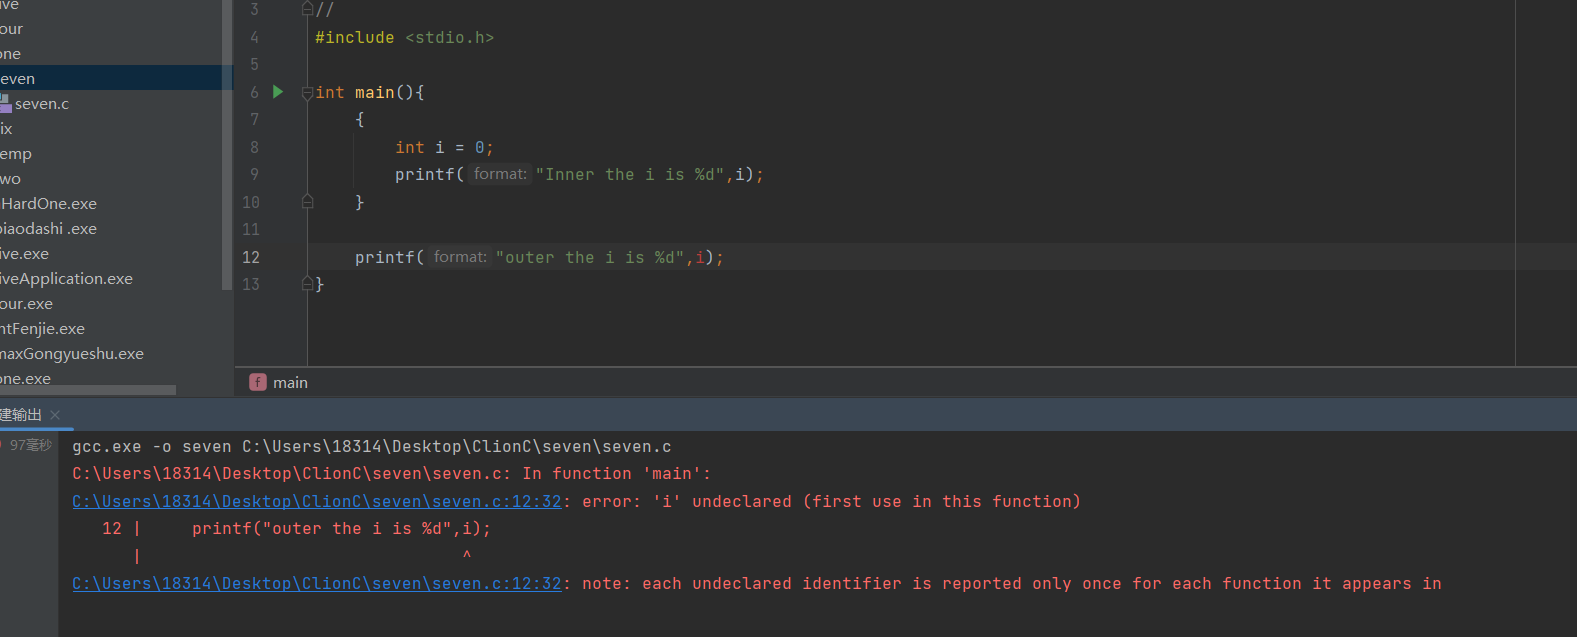 ive
our
one
even
seven.c
ix
emp
wo
HardOne.exe
biaodashi .exe
ive.exe
iveApplication.exe
our.exe
ntFenjie.exe
maxGongyueshu.exe
one.exe
3 //
4 #include <stdio.h>
5
6 int main(){
7 {
8 int i = 0;
9 printf( format: "Inner the i is %d",i);
10 }
11
12 printf( format: "outer the i is %d",i);
13 }
f main
建输出 ×
97毫秒
gcc.exe -o seven C:\Users\18314\Desktop\ClionC\seven\seven.c
C:\Users\18314\Desktop\ClionC\seven\seven.c: In function 'main':
C:\Users\18314\Desktop\ClionC\seven\seven.c:12:32: error: 'i' undeclared (first use in this function)
12 | printf("outer the i is %d",i);
| ^
C:\Users\18314\Desktop\ClionC\seven\seven.c:12:32: note: each undeclared identifier is reported only once for each function it appears in